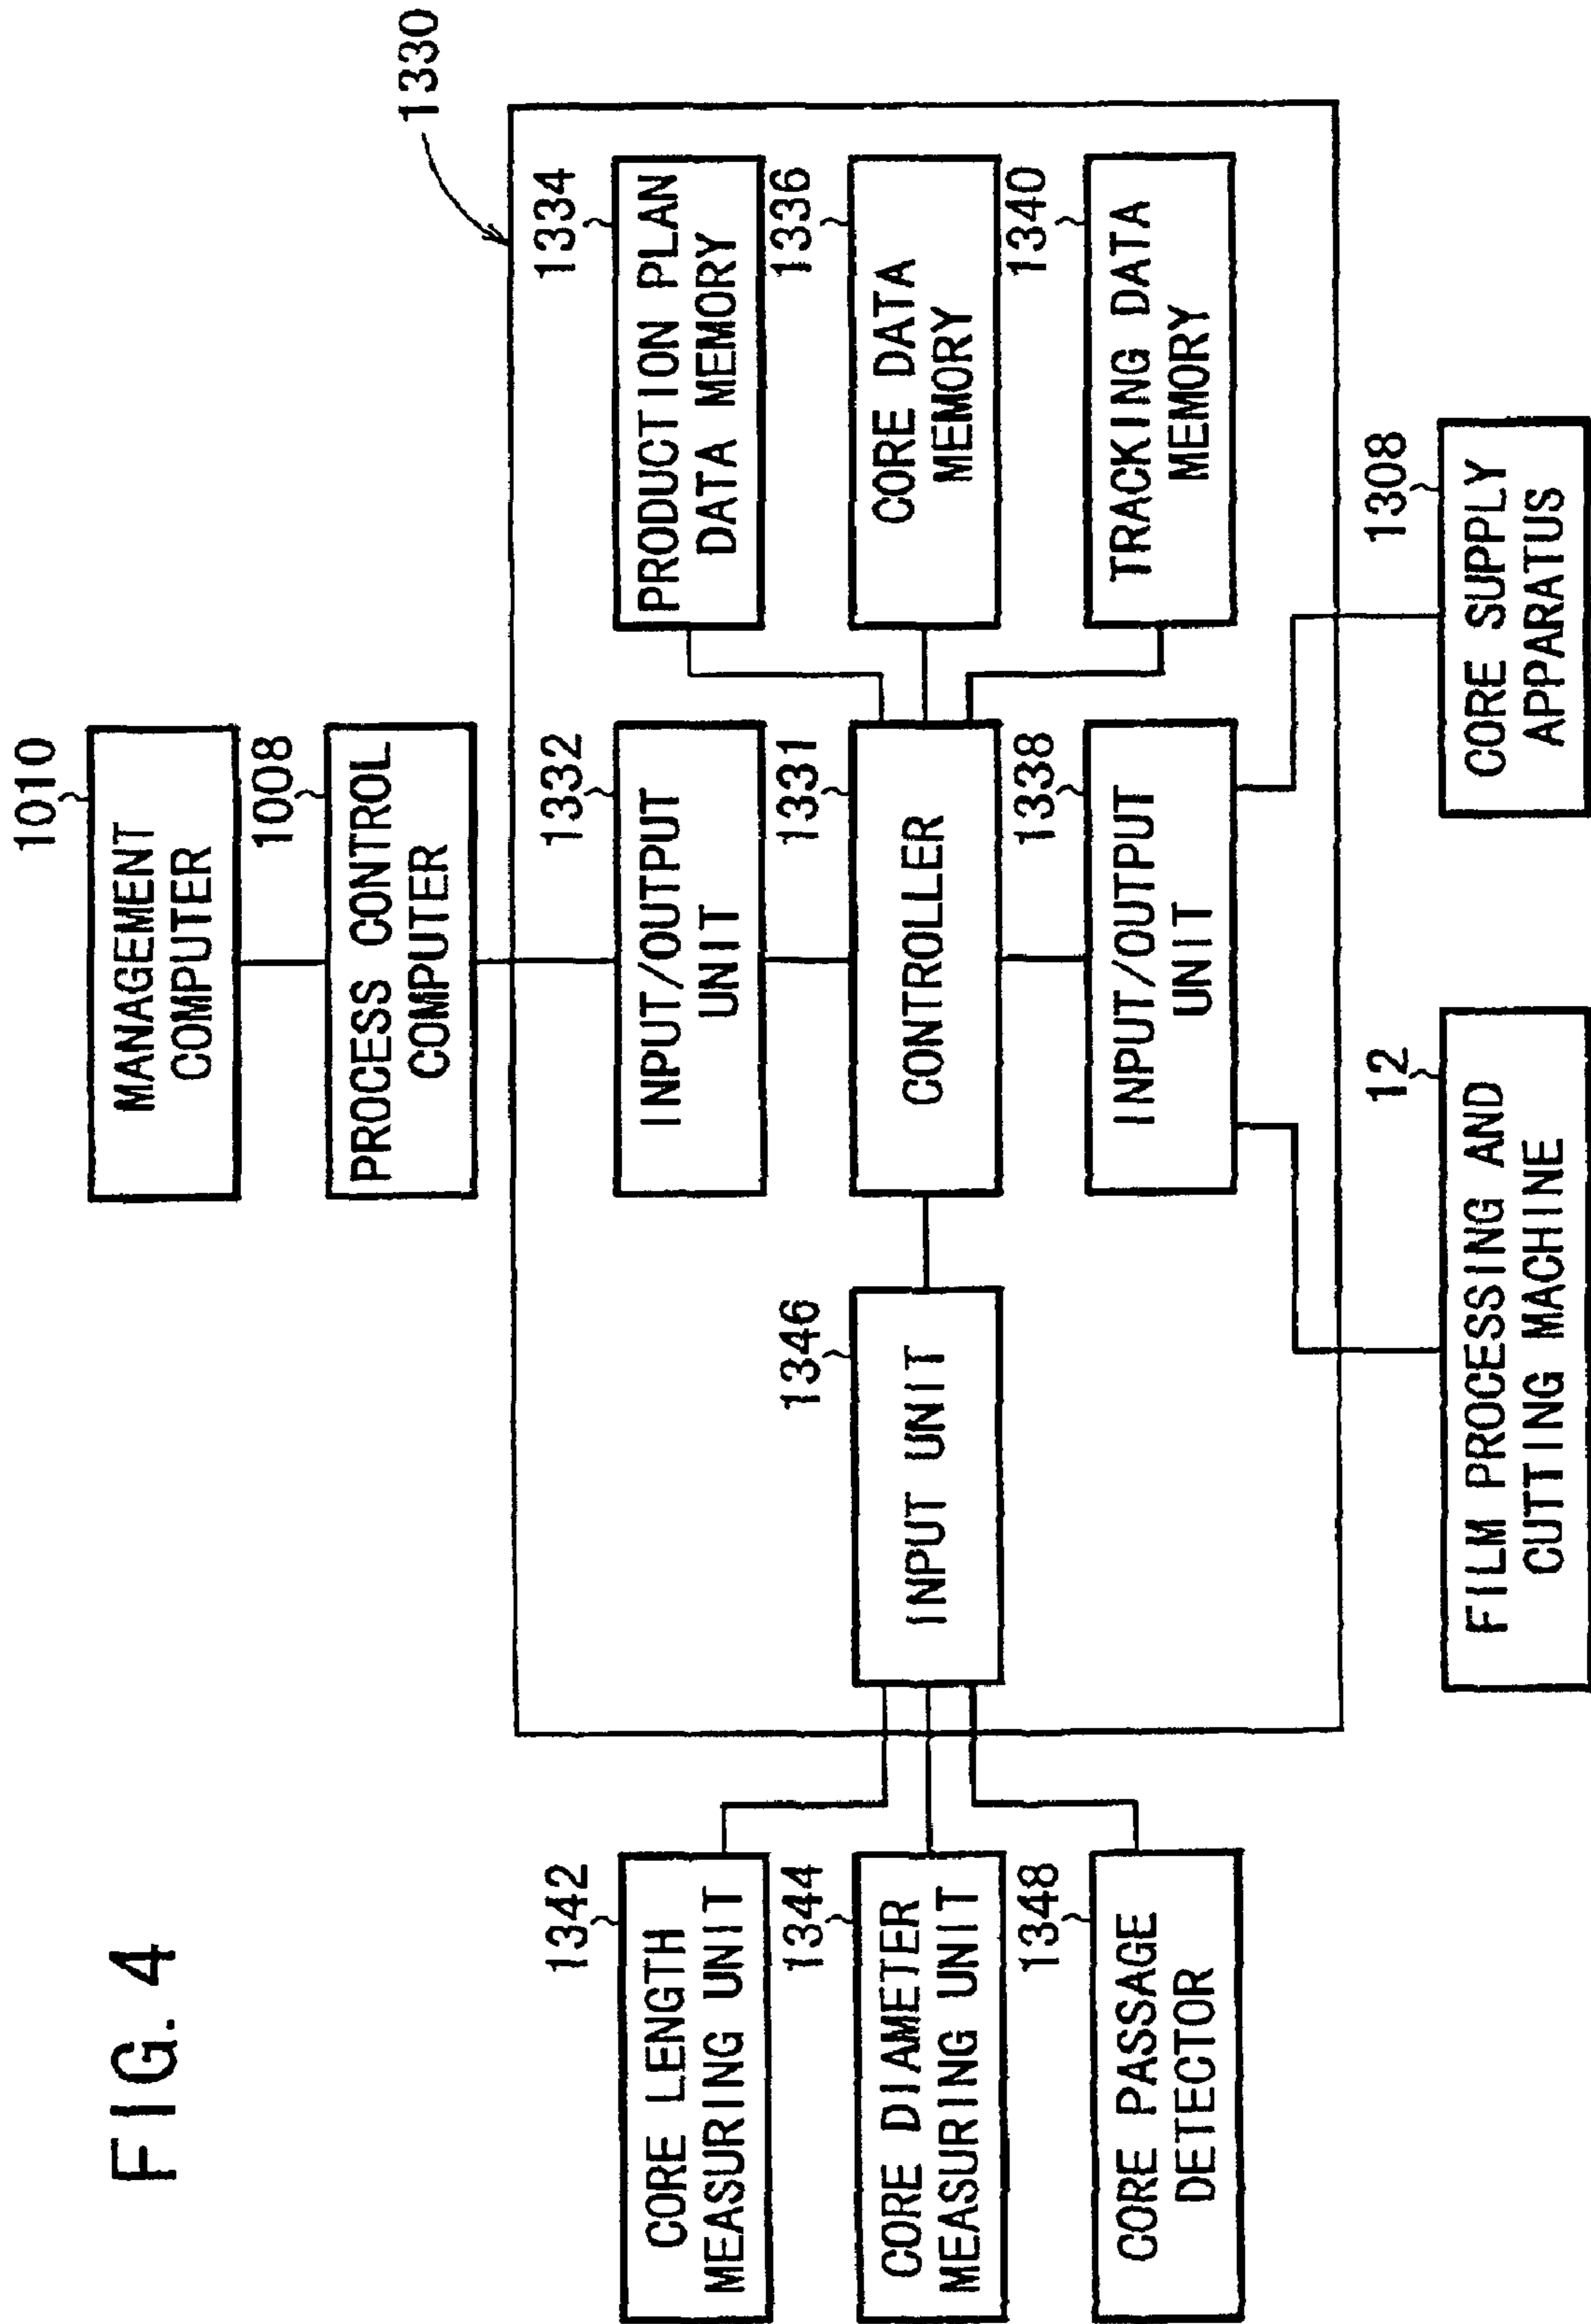 FIG. 4
1010
MANAGEMENT
COMPUTER
1008
PROCESS CONTROL
COMPUTER
1330
1332
INPUT/OUTPUT
UNIT
1334
PRODUCTION PLAN
DATA MEMORY
1342
CORE LENGTH
MEASURING UNIT
1346
INPUT UNIT
1331
CONTROLLER
1336
CORE DATA
MEMORY
1344
CORE DIAMETER
MEASURING UNIT
1338
INPUT/OUTPUT
UNIT
1340
TRACKING DATA
MEMORY
1348
CORE PASSAGE
DETECTOR
12
FILM PROCESSING AND
CUTTING MACHINE
1308
CORE SUPPLY
APPARATUS